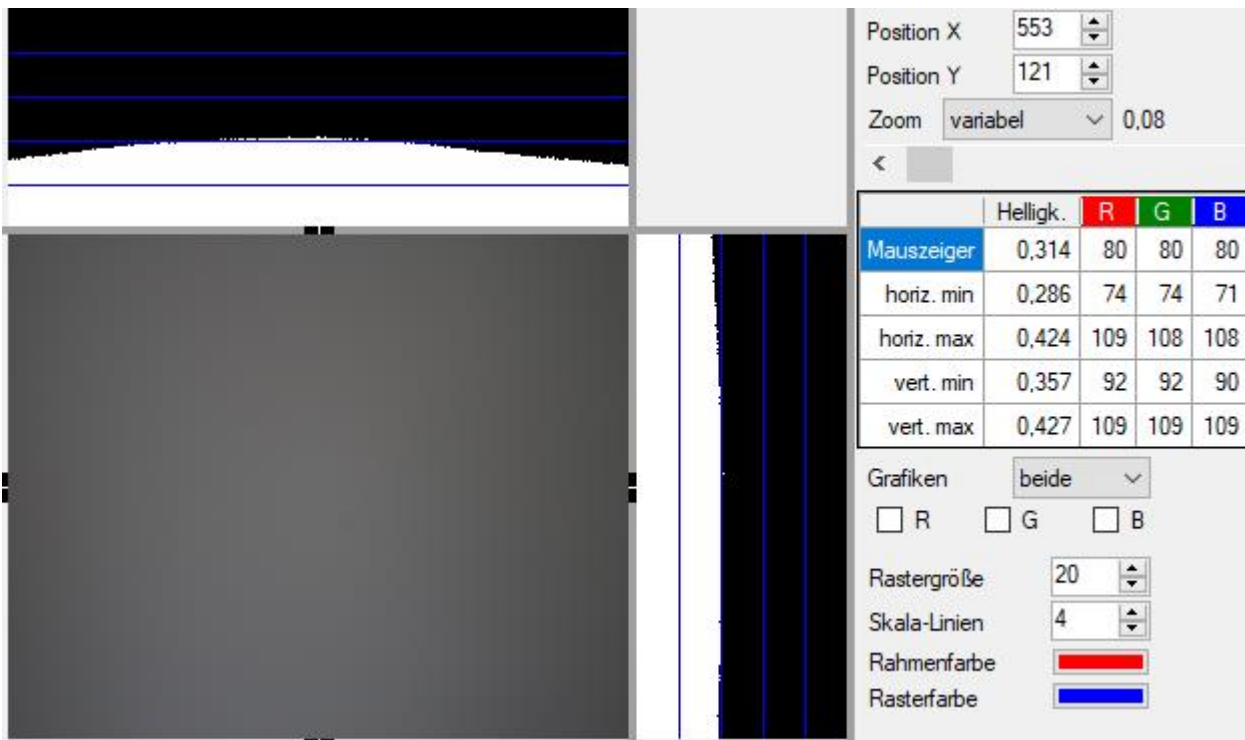 Position X 553
Position Y 121
Zoom variabel 0,08
Helligk. R G B
Mauszeiger 0,314 80 80 80
horiz. min 0,286 74 74 71
horiz. max 0,424 109 108 108
vert. min 0,357 92 92 90
vert. max 0,427 109 109 109
Grafiken beide
R G B
Rastergröße 20
Skala-Linien 4
Rahmenfarbe
Rasterfarbe